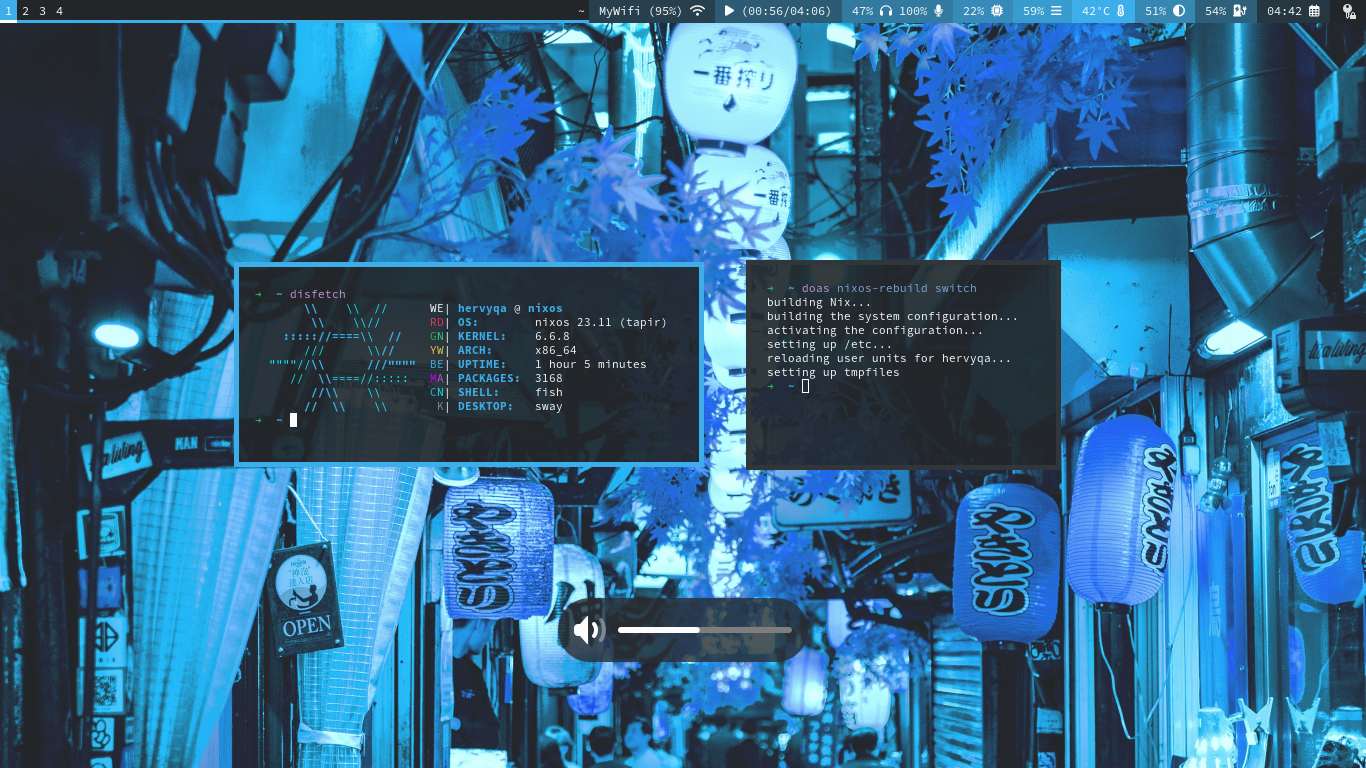 1 2 3 4
~ MyWifi (95%) (00:56/04:06) 47% 100% 22% 59% 42°C 51% 54% 04:42
一番搾り
一番
→ ~ disfetch
\\ \\ // WE| hervyqa @ nixos
\\ \\// RD| OS: nixos 23.11 (tapir)
:::::://====\\ // GN| KERNEL: 6.6.8
/// \\// YW| ARCH: x86_64
""""//\\ ///"""" BE| UPTIME: 1 hour 5 minutes
// \\====//::::: MA| PACKAGES: 3168
//\\ \\ CN| SHELL: fish
// \\ \\ K| DESKTOP: sway
→ ~
→ ~ doas nixos-rebuild switch
building Nix...
building the system configuration...
activating the configuration...
setting up /etc...
reloading user units for hervyqa...
setting up tmpfiles
→ ~
living
MAN
達人店
OPEN